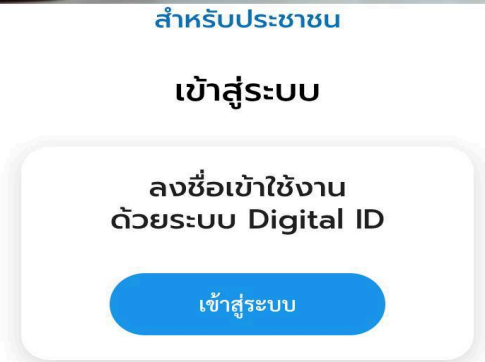 สำหรับประชาชน
เข้าสู่ระบบ
ลงชื่อเข้าใช้งาน
ด้วยระบบ Digital ID
เข้าสู่ระบบ